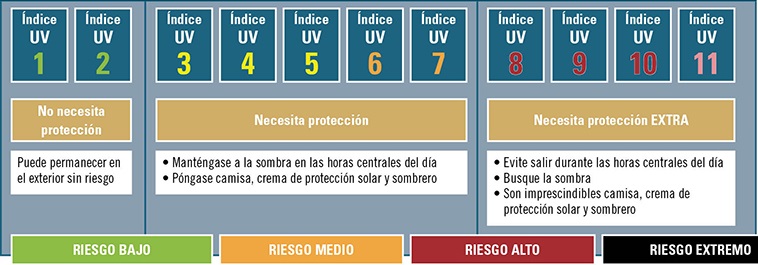 Índice UV 1
Índice UV 2
Índice UV 3
Índice UV 4
Índice UV 5
Índice UV 6
Índice UV 7
Índice UV 8
Índice UV 9
Índice UV 10
Índice UV 11
No necesita
protección
Puede permanecer en
el exterior sin riesgo
Necesita protección
• Manténgase a la sombra en las horas centrales del día
• Póngase camisa, crema de protección solar y sombrero
Necesita protección EXTRA
• Evite salir durante las horas centrales del día
• Busque la sombra
• Son imprescindibles camisa, crema de
protección solar y sombrero
RIESGO BAJO
RIESGO MEDIO
RIESGO ALTO
RIESGO EXTREMO